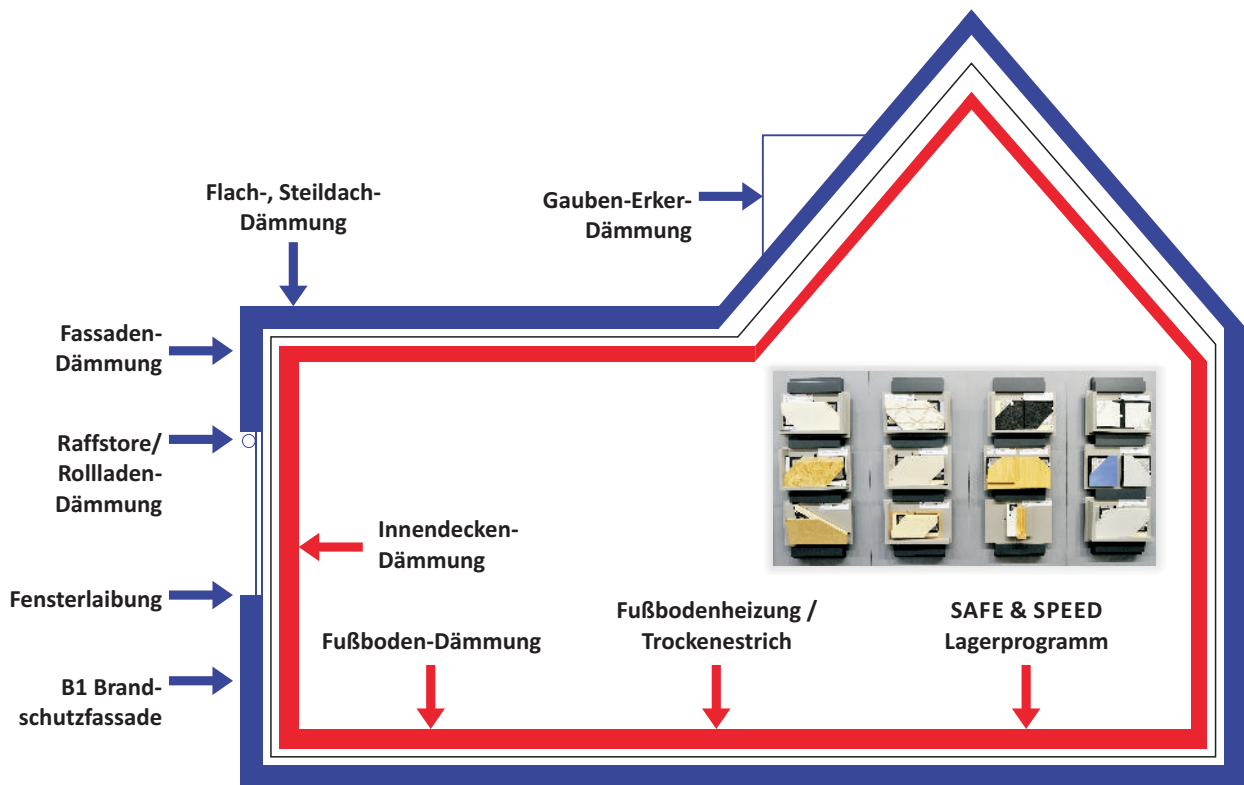 Flach-, Steildach-
Dämmung
Gauben-Erker-
Dämmung
Fassaden-
Dämmung
Raffstore/
Rollladen-
Dämmung
Innendecken-
Dämmung
Fensterlaibung
Fußboden-Dämmung
Fußbodenheizung /
Trockenestrich
SAFE & SPEED
Lagerprogramm
B1 Brand-
schutzfassade